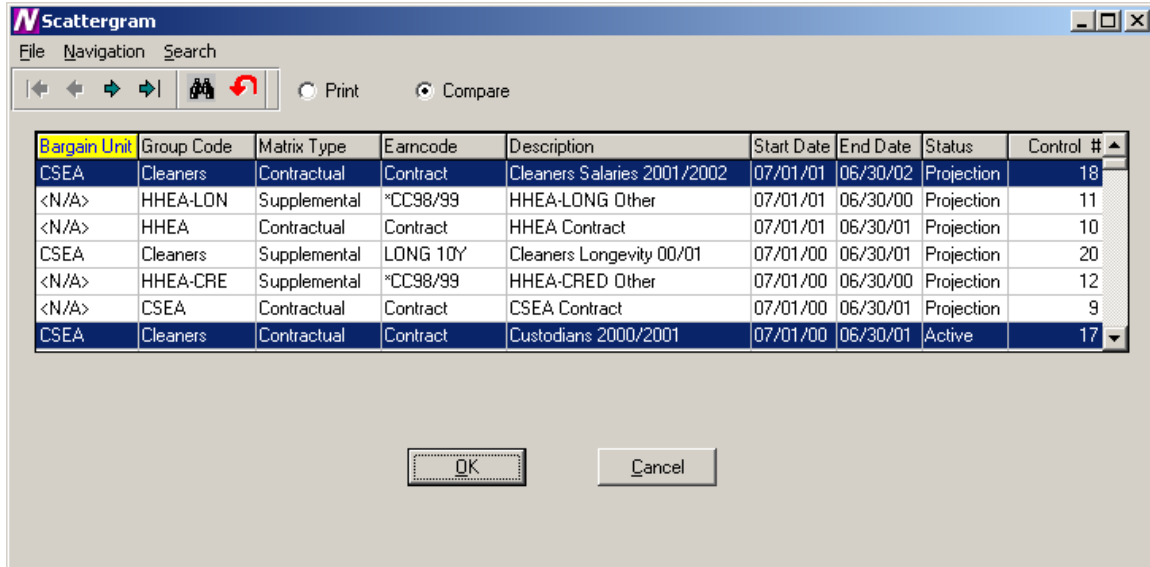 Scattergram
File Navigation Search
Print Compare
Bargain Unit Group Code Matrix Type Earncode Description Start Date End Date Status Control #
CSEA Cleaners Contractual Contract Cleaners Salaries 2001/2002 07/01/01 06/30/02 Projection 18
<N/A> HHEA-LON Supplemental *CC98/99 HHEA-LONG Other 07/01/01 06/30/00 Projection 11
<N/A> HHEA Contractual Contract HHEA Contract 07/01/01 06/30/01 Projection 10
CSEA Cleaners Supplemental LONG 10Y Cleaners Longevity 00/01 07/01/00 06/30/01 Projection 20
<N/A> HHEA-CRE Supplemental *CC98/99 HHEA-CRED Other 07/01/00 06/30/00 Projection 12
<N/A> CSEA Contractual Contract CSEA Contract 07/01/00 06/30/01 Projection 9
CSEA Cleaners Contractual Contract Custodians 2000/2001 07/01/00 06/30/01 Active 17
OK Cancel